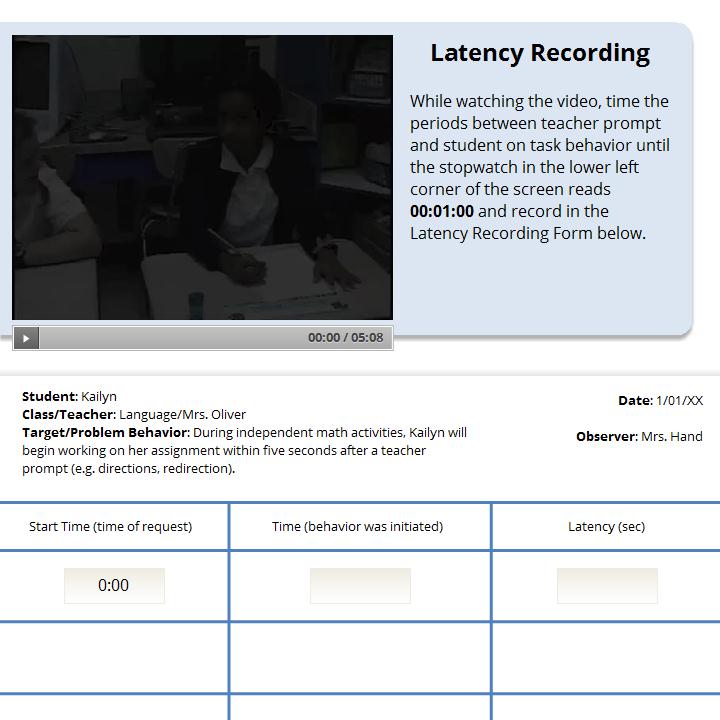 Latency Recording
While watching the video, time the
periods between teacher prompt
and student on task behavior until
the stopwatch in the lower left
corner of the screen reads
00:01:00 and record in the
Latency Recording Form below.
00:00 / 05:08
Student: Kailyn
Class/Teacher: Language/Mrs. Oliver
Target/Problem Behavior: During independent math activities, Kailyn will
begin working on her assignment within five seconds after a teacher
prompt (e.g. directions, redirection).
Date: 1/01/XX
Observer: Mrs. Hand
Start Time (time of request)
Time (behavior was initiated)
Latency (sec)
0:00